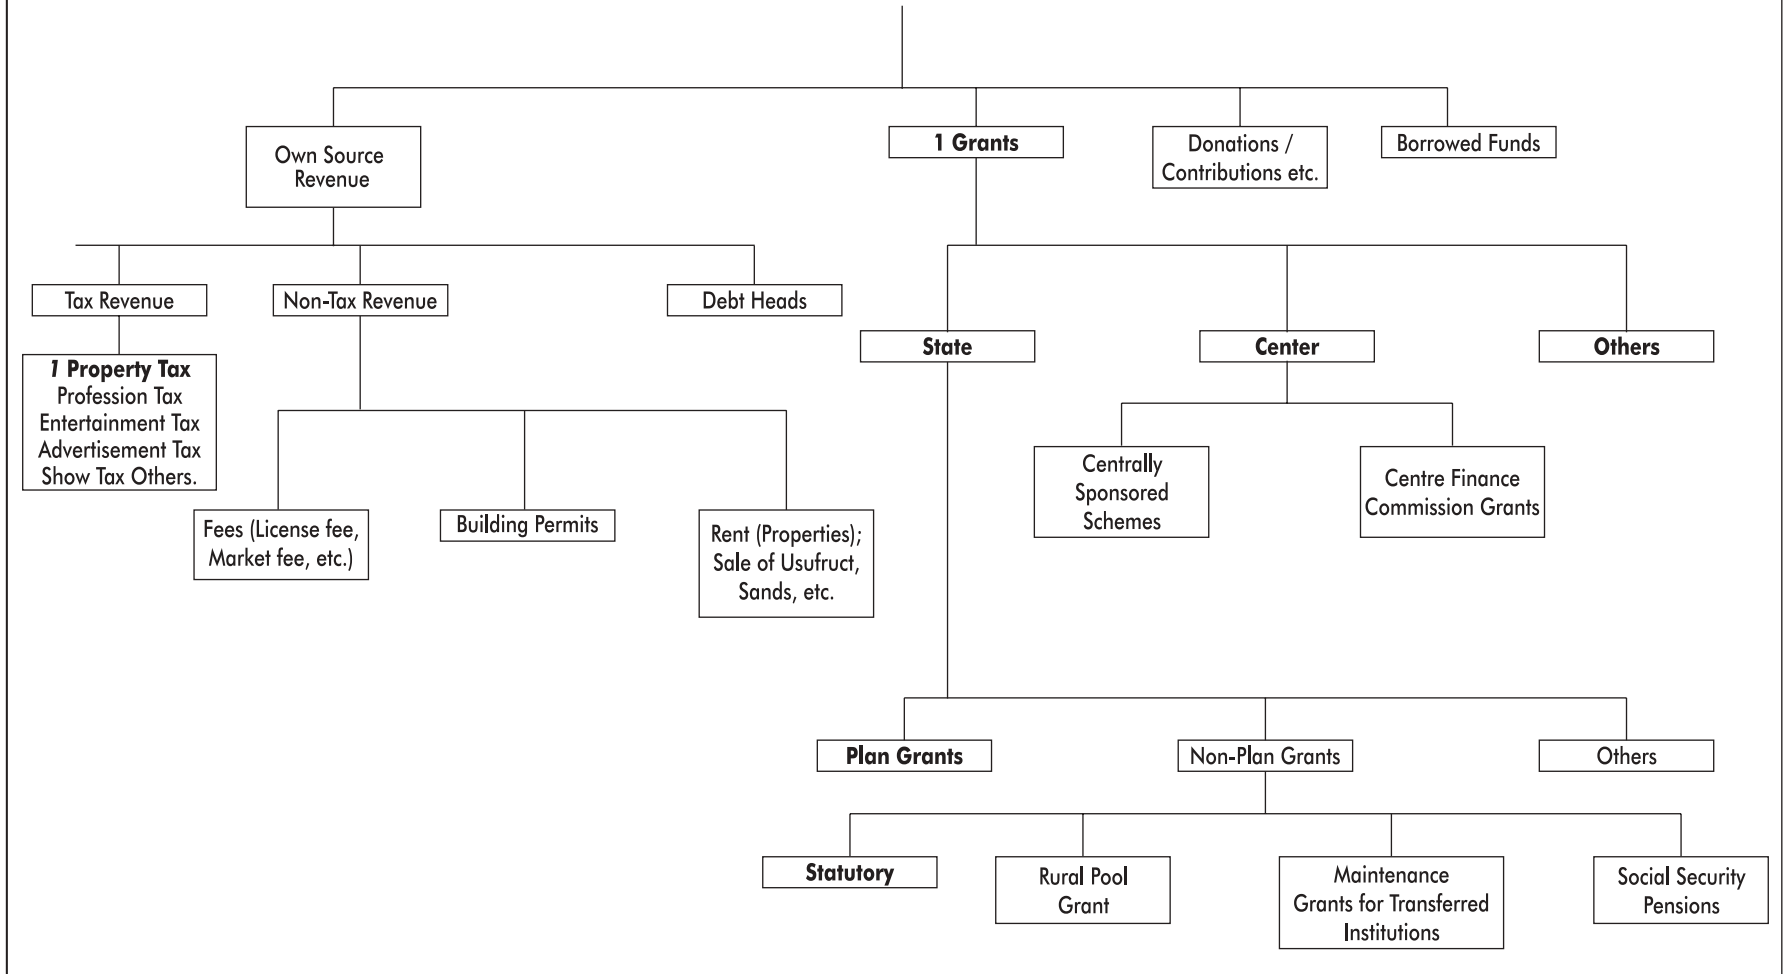 Own Source
Revenue
1 Grants
Donations /
Contributions etc.
Borrowed Funds
Tax Revenue
Non-Tax Revenue
Debt Heads
State
Center
Others
1 Property Tax
Profession Tax
Entertainment Tax
Advertisement Tax
Show Tax Others.
Fees (License fee,
Market fee, etc.)
Building Permits
Rent (Properties);
Sale of Usufruct,
Sands, etc.
Centrally
Sponsored
Schemes
Centre Finance
Commission Grants
Plan Grants
Non-Plan Grants
Others
Statutory
Rural Pool
Grant
Maintenance
Grants for Transferred
Institutions
Social Security
Pensions